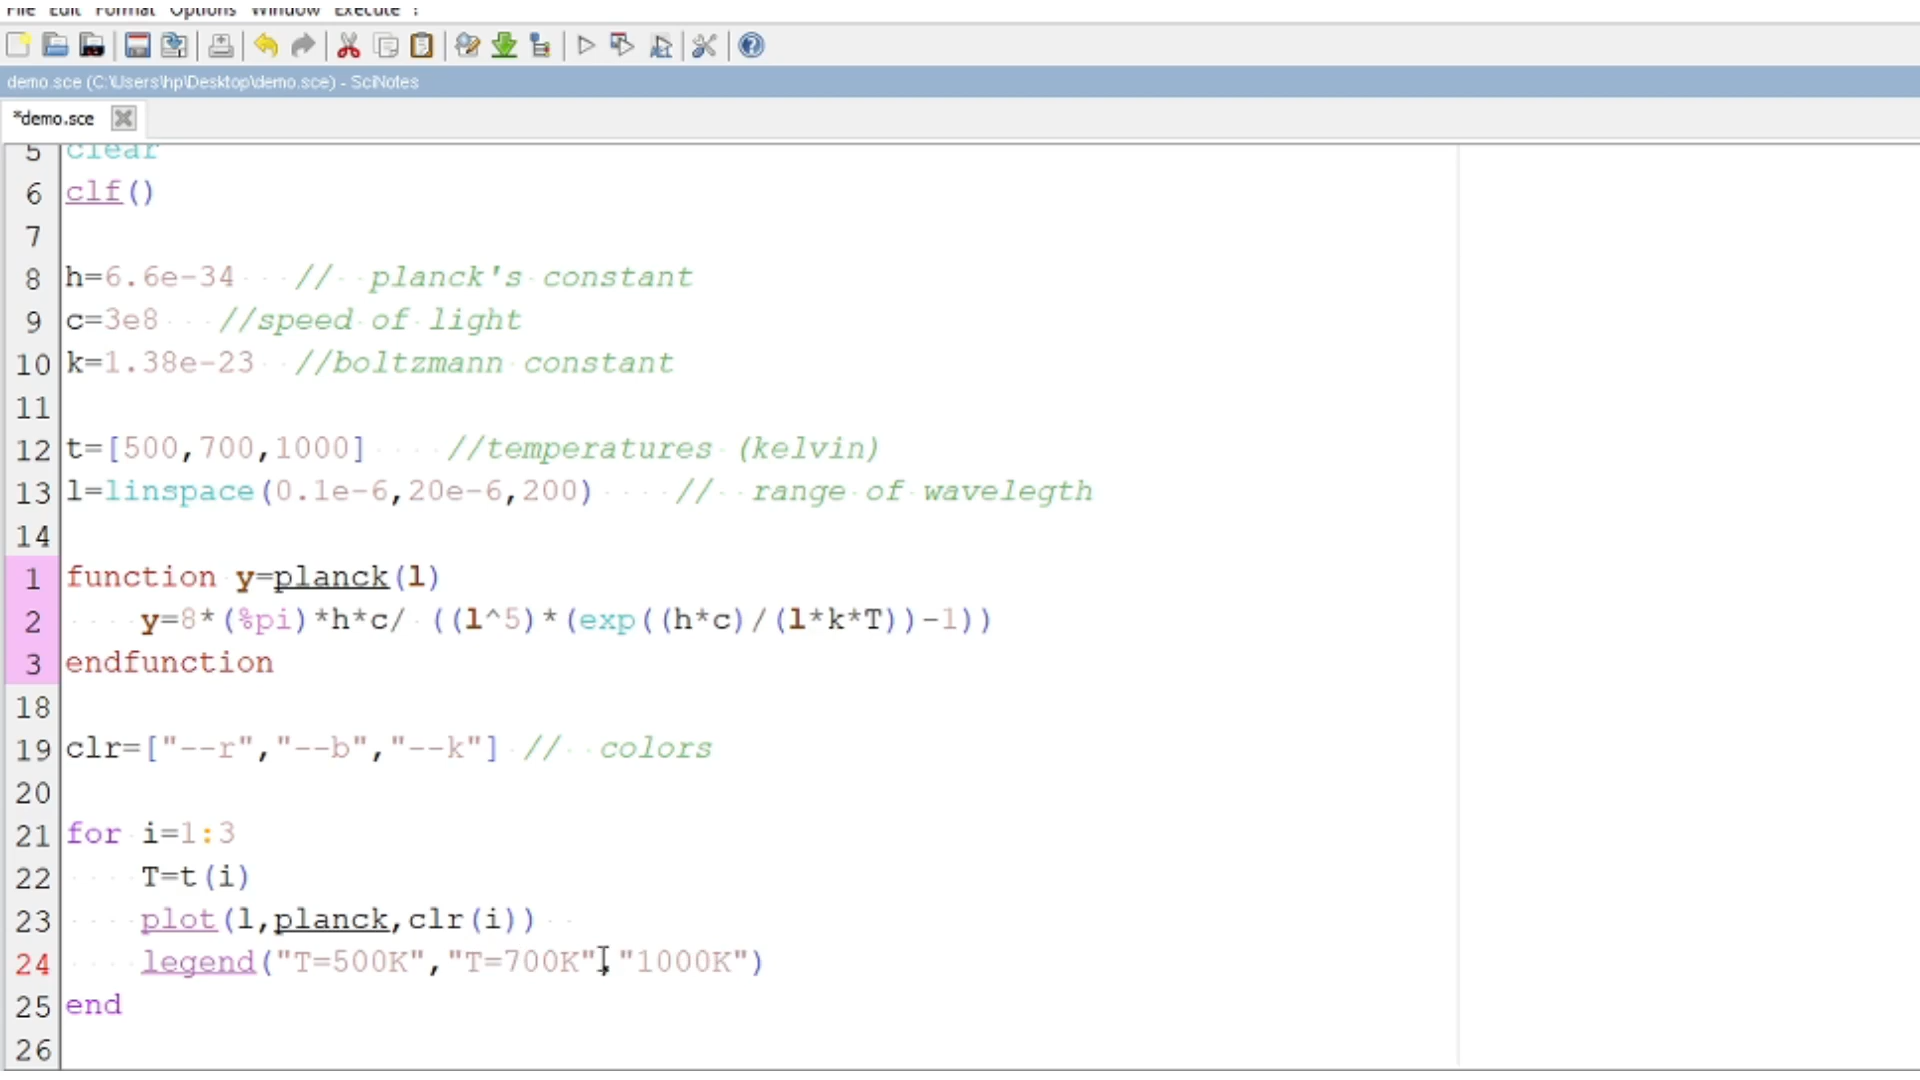 File Edit Format Options Window Execute ?
demo.sce (C:\Users\hp\Desktop\demo.sce) - SciNotes
*demo.sce
5 clear
6 clf()
7
8 h=6.6e-34 // planck's constant
9 c=3e8 //speed of light
10 k=1.38e-23 //boltzmann constant
11
12 t=[500,700,1000] //temperatures (kelvin)
13 l=linspace(0.1e-6,20e-6,200) // range of wavelegth
14
1 function y=planck(l)
2 y=8*(%pi)*h*c/ ((l^5)*(exp((h*c)/(l*k*T))-1))
3 endfunction
18
19 clr=["--r","--b","--k"] // colors
20
21 for i=1:3
22 T=t(i)
23 plot(l,planck,clr(i))
24 legend("T=500K","T=700K","1000K")
25 end
26